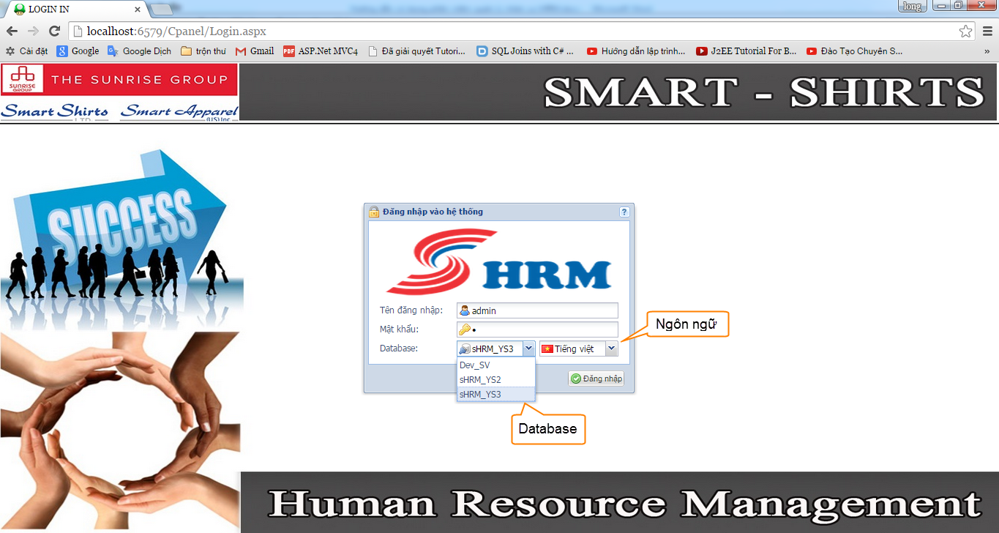 LOGIN IN
long
localhost:6579/Cpanel/Login.aspx
Cài đặt
Google
Google Dịch
trộn thư
Gmail
PDF
ASP.Net MVC4
Đã giải quyết Tutori...
SQL Joins with C# ...
Hướng dẫn lập trình...
J2EE Tutorial For B...
Đào Tạo Chuyên S...
»
SUNRISE
GROUP
THE SUNRISE GROUP
Smart Shirts
LTD.
Smart Apparel
(US) Inc
SMART - SHIRTS
SUCCESS
Đăng nhập vào hệ thống
?
S HRM
Tên đăng nhập:
admin
Mật khẩu:
•
Database:
sHRM_YS3
Tiếng việt
Dev_SV
sHRM_YS2
sHRM_YS3
Đăng nhập
Ngôn ngữ
Database
Human Resource Management